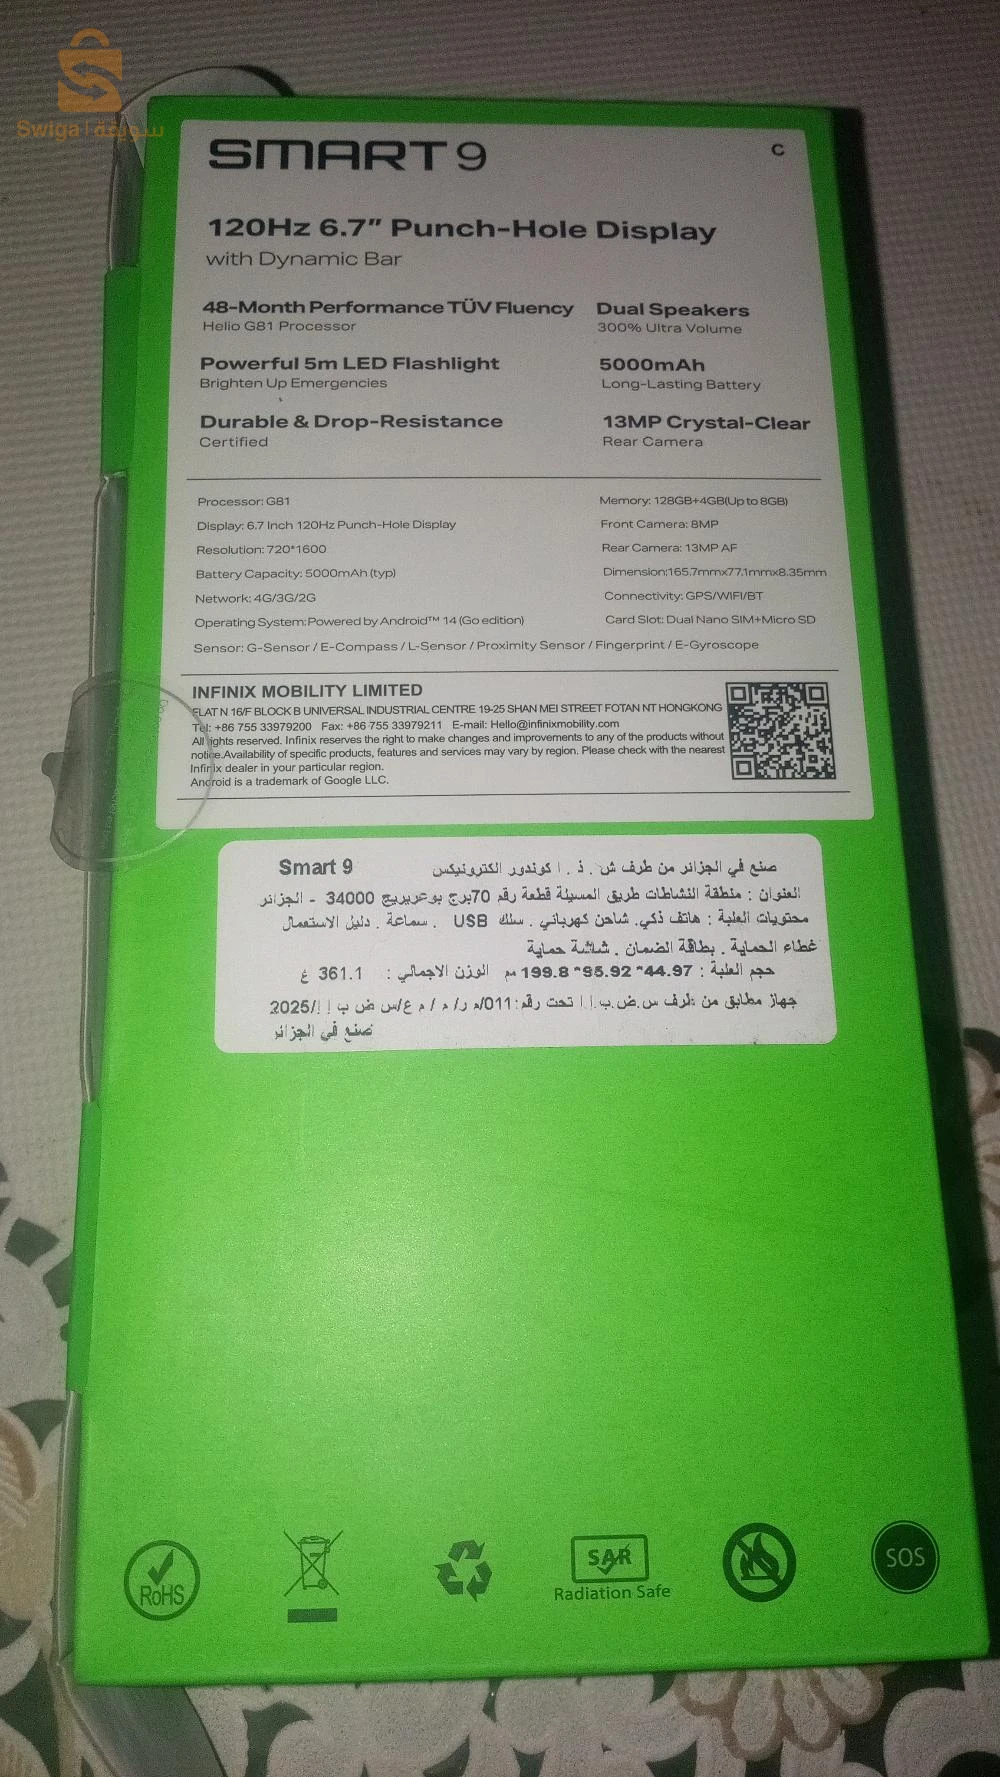 Swiga | سويقة
SMART 9
C
120Hz 6.7" Punch-Hole Display
with Dynamic Bar
48-Month Performance TÜV Fluency
Helio G81 Processor
Dual Speakers
300% Ultra Volume
Powerful 5m LED Flashlight
Brighten Up Emergencies
5000mAh
Long-Lasting Battery
Durable & Drop-Resistance
Certified
13MP Crystal-Clear
Rear Camera
Processor: G81
Display: 6.7 Inch 120Hz Punch-Hole Display
Resolution: 720*1600
Battery Capacity: 5000mAh (typ)
Network: 4G/3G/2G
Operating System: Powered by Android™ 14 (Go edition)
Memory: 128GB+4GB(Up to 8GB)
Front Camera: 8MP
Rear Camera: 13MP AF
Dimension:165.7mmx77.1mmx8.35mm
Connectivity: GPS/WIFI/BT
Card Slot: Dual Nano SIM+Micro SD
Sensor: G-Sensor / E-Compass / L-Sensor / Proximity Sensor / Fingerprint / E-Gyroscope
INFINIX MOBILITY LIMITED
FLAT N 16/F BLOCK B UNIVERSAL INDUSTRIAL CENTRE 19-25 SHAN MEI STREET FOTAN NT HONGKONG
Tel: +86 755 33979200 Fax: +86 755 33979211 E-mail: Hello@infinixmobility.com
All rights reserved. Infinix reserves the right to make changes and improvements to any of the products without
notice.Availability of specific products, features and services may vary by region. Please check with the nearest
Infinix dealer in your particular region.
Android is a trademark of Google LLC.
صنع في الجزائر من طرف ش . ذ . ا كوندور الكترونيكس Smart 9
العنوان : منطقة النشاطات طريق المسيلة قطعة رقم 70برج بوعريريج 34000 - الجزائر
محتويات العلبة : هاتف ذكي. شاحن كهربائي . سلك USB . سماعة . دليل الاستعمال
غطاء الحماية . بطاقة الضمان . شاشة حماية
حجم العلبة : 44.97* 95.92* 199.8 مم الوزن الاجمالي : 361.1 غ
جهاز مطابق من طرف س.ض.ب.إ.إ تحت رقم:011/م ر/ م / م ع/س ض ب إ إ/2025
صنع في الجزائر
RoHS
SAR
Radiation Safe
SOS